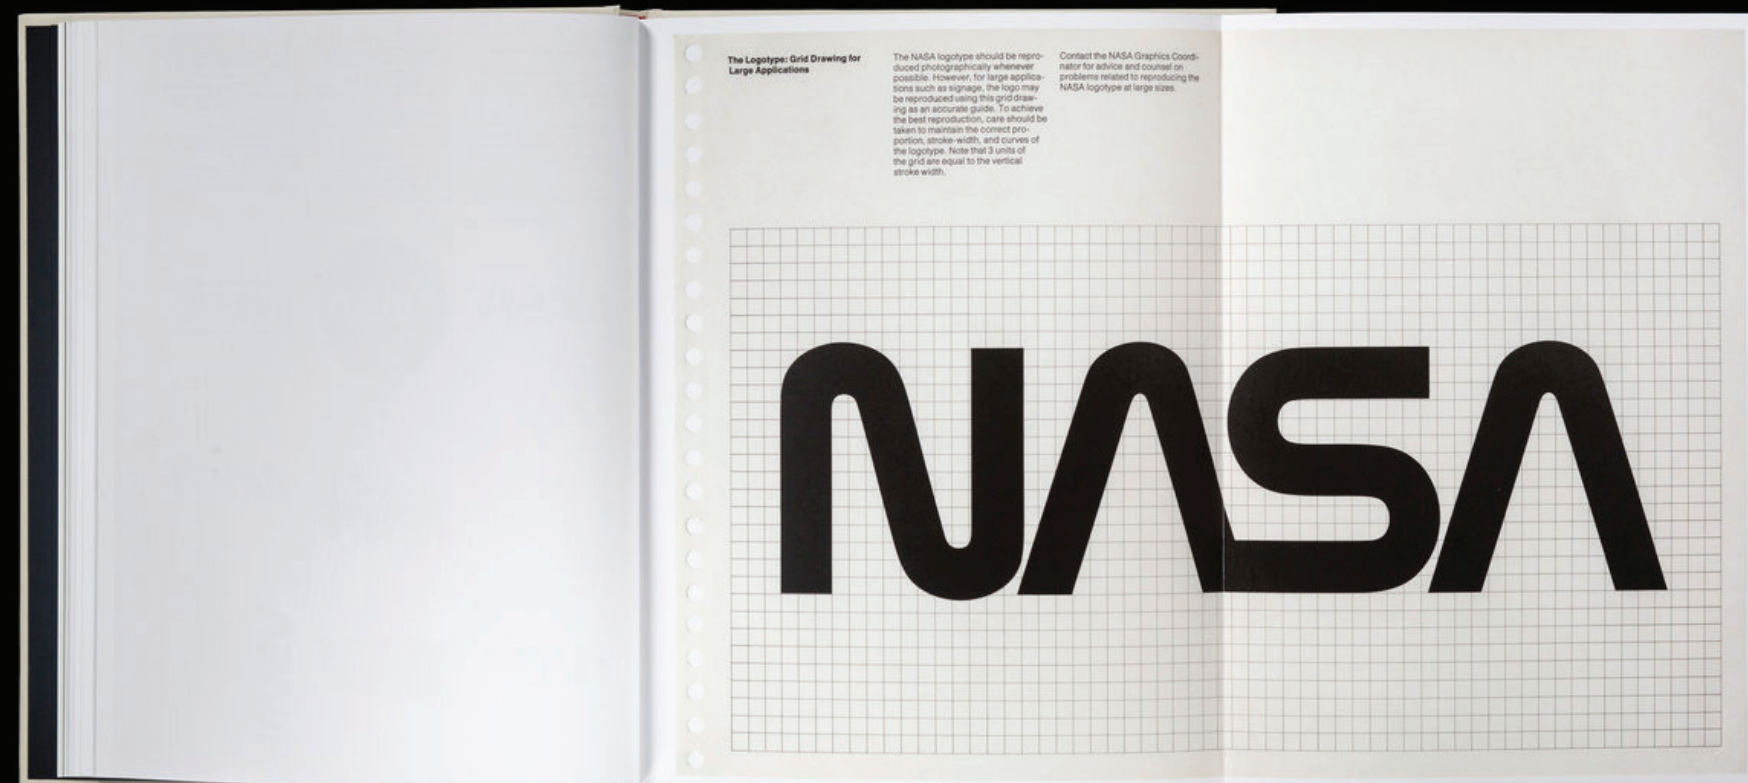 The Logotype: Grid Drawing for
Large Applications
The NASA logotype should be repro-
duced photographically whenever
possible. However, for large applica-
tions such as signage, the logo may
be reproduced using this grid draw-
ing as an accurate guide. To achieve
the best reproduction, care should be
taken to maintain the correct pro-
portion, stroke-width, and curves of
the logotype. Note that 3 units of
the grid are equal to the vertical
stroke width.
Contact the NASA Graphics Coordi-
nator for advice and counsel on
problems related to reproducing the
NASA logotype at large sizes.
NASA